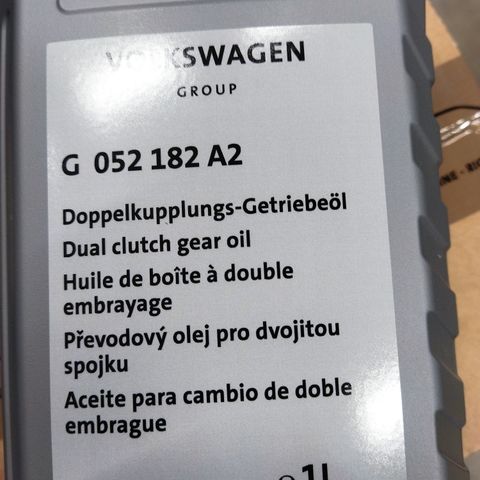 VOLKSWAGEN
GROUP
G 052 182 A2
Doppelkupplungs-Getriebeöl
Dual clutch gear oil
Huile de boîte à double
embrayage
Převodový olej pro dvojitou
spojku
Aceite para cambio de doble
embrague
1L